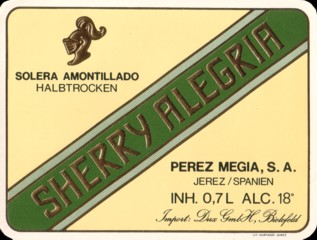 SOLERA AMONTILLADO
HALBTROCKEN
SHERRY ALEGRIA
PEREZ MEGIA, S. A.
JEREZ / SPANIEN
INH. 0,7 L ALC. 18°
Import: Dux GmbH, Bielefeld